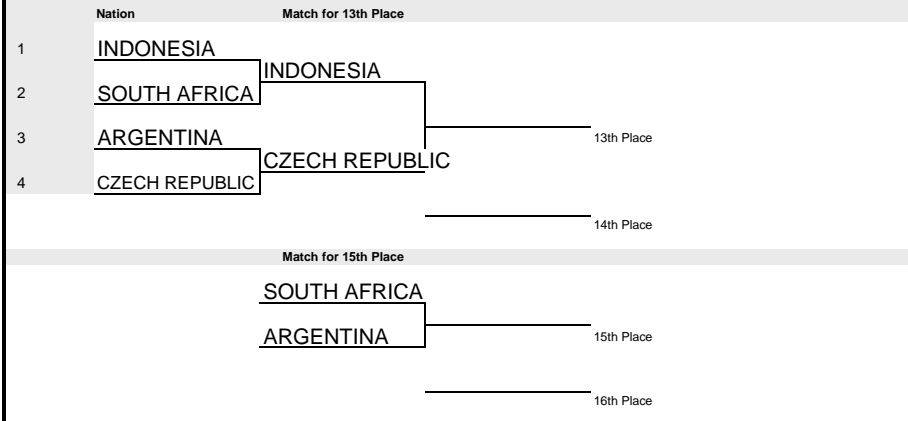 Nation Match for 13th Place
1 INDONESIA
INDONESIA
2 SOUTH AFRICA
3 ARGENTINA
13th Place
CZECH REPUBLIC
4 CZECH REPUBLIC
14th Place
Match for 15th Place
SOUTH AFRICA
ARGENTINA
15th Place
16th Place